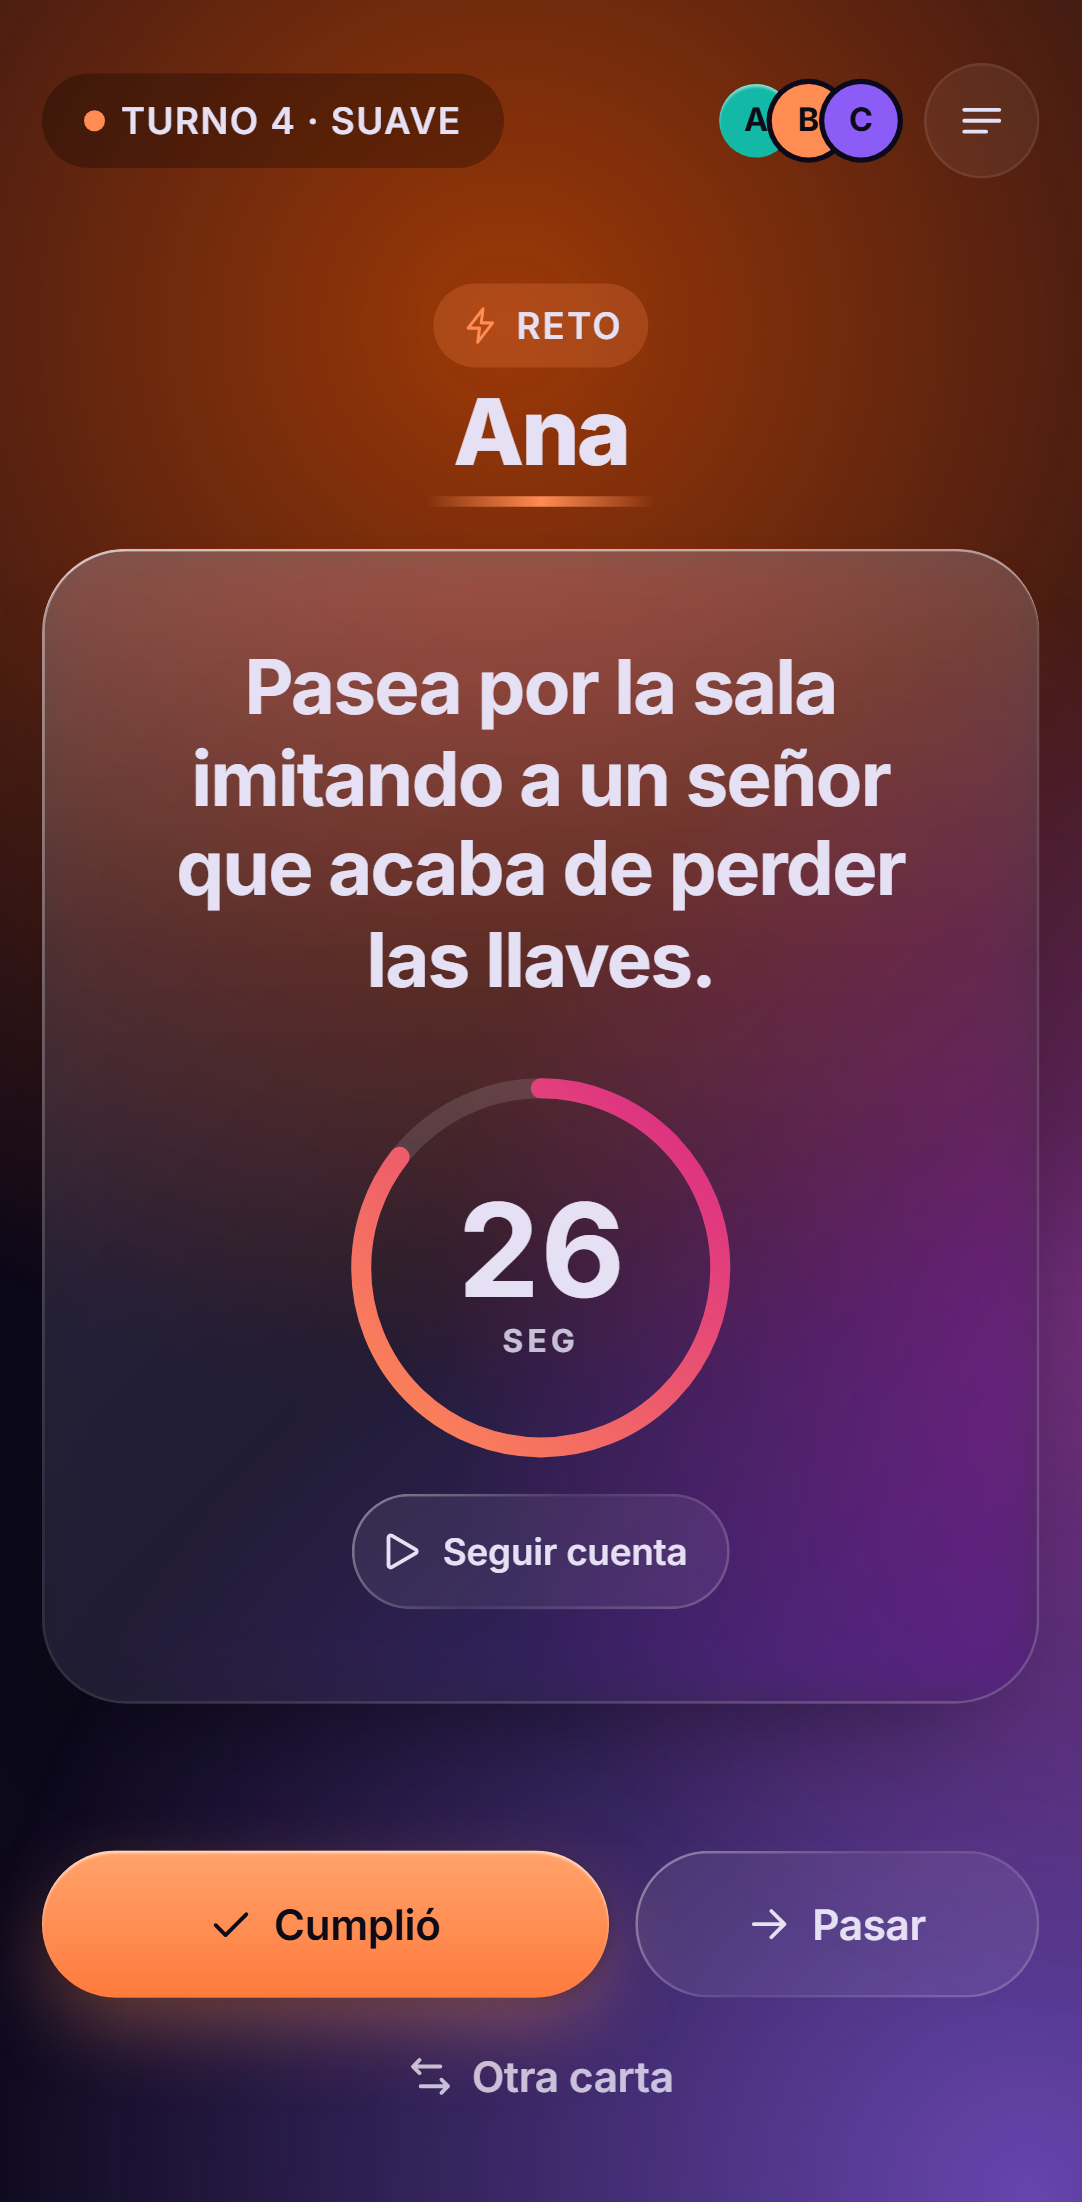 TURNO 4 · SUAVE
A B C
RETO
Ana
Pasea por la sala
imitando a un señor
que acaba de perder
las llaves.
26
SEG
Seguir cuenta
Cumplió
Pasar
Otra carta